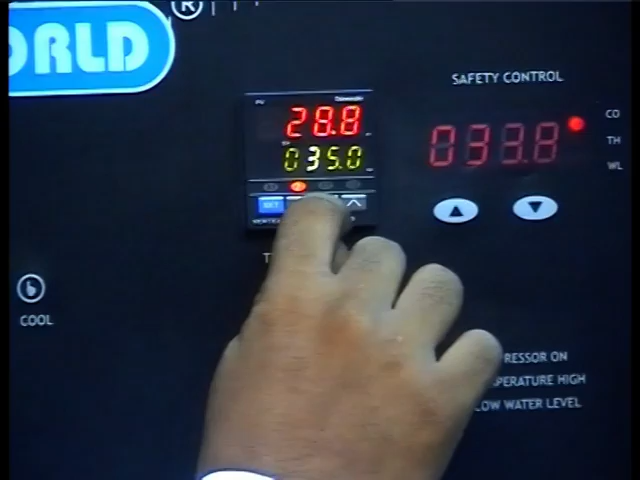 ®
ORLD
SAFETY CONTROL
PV
28.8
035.0
033.8
CO
TH
WL
SET
COOL
RESSOR ON
PERATURE HIGH
LOW WATER LEVEL